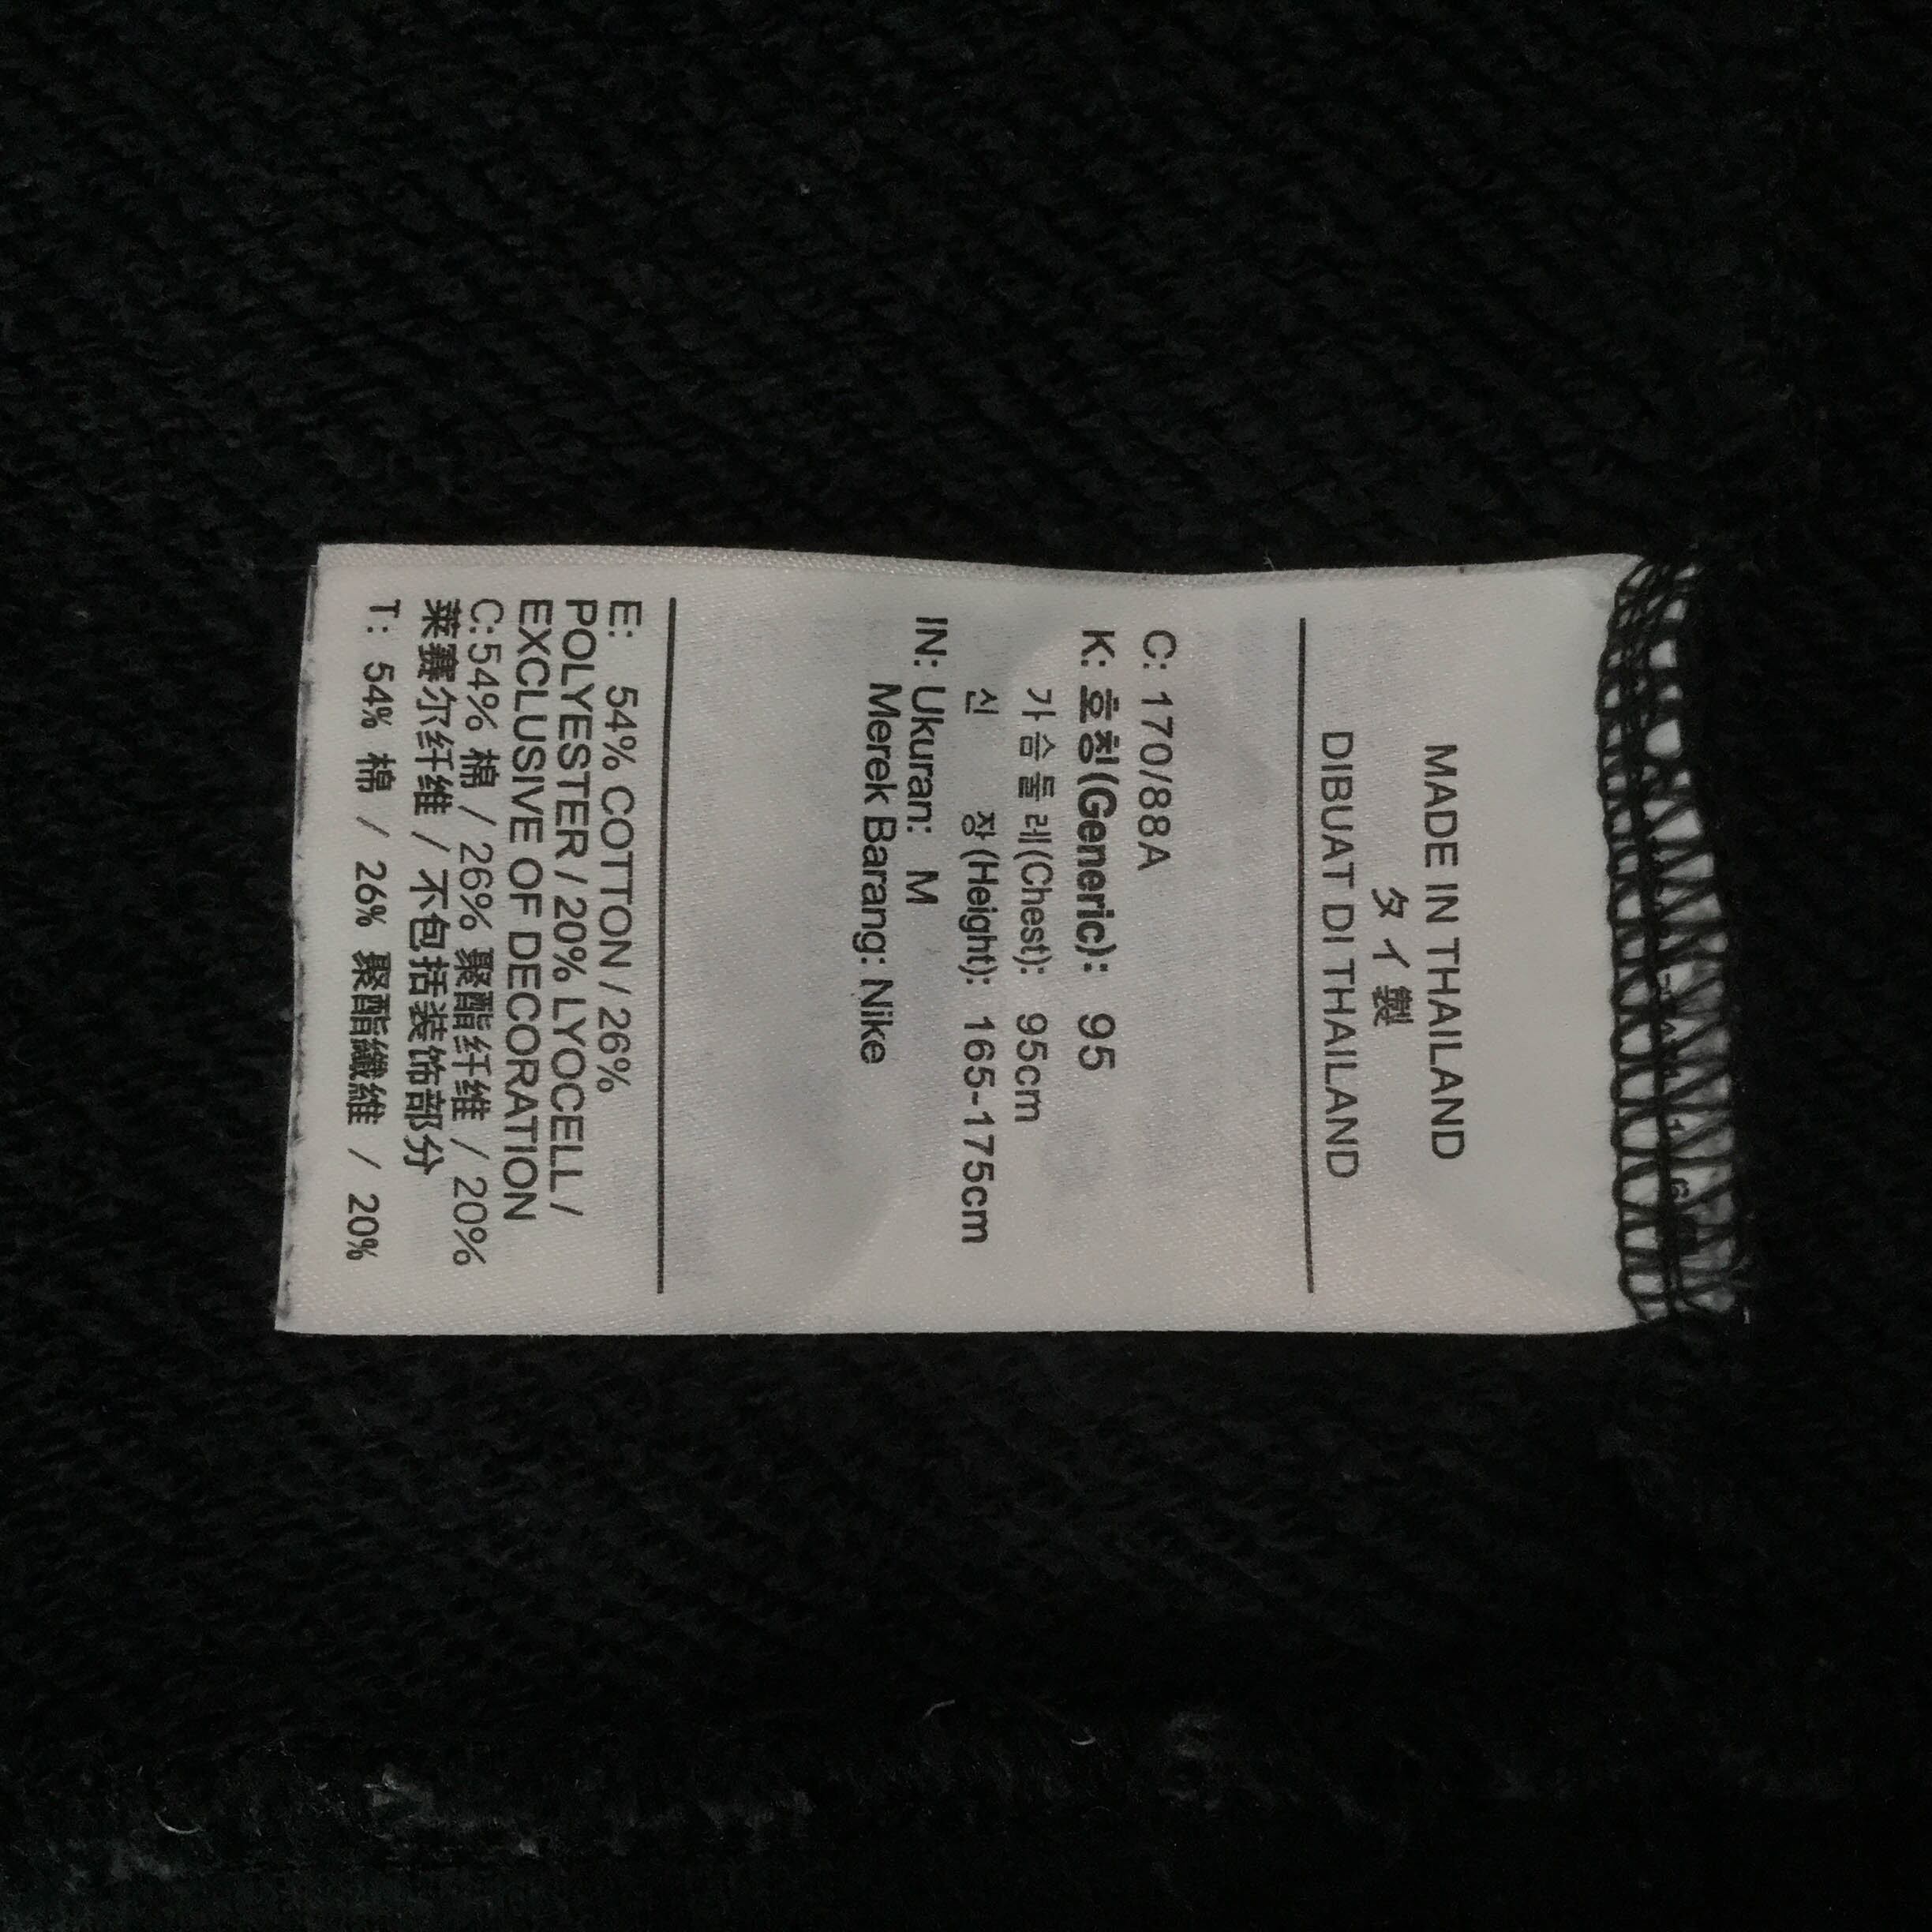 MADE IN THAILAND
タイ製
DIBUAT DI THAILAND
C: 170/88A
K: 호칭(Generic): 95
가슴둘레(Chest): 95cm
신 장(Height): 165-175cm
IN: Ukuran: M
Merek Barang: Nike
E: 54% COTTON / 26%
POLYESTER / 20% LYOCELL /
EXCLUSIVE OF DECORATION
C:54% 棉 / 26% 聚酯纤维 / 20%
莱赛尔纤维 / 不包括装饰部分
T: 54% 棉 / 26% 聚酯纖維 / 20%